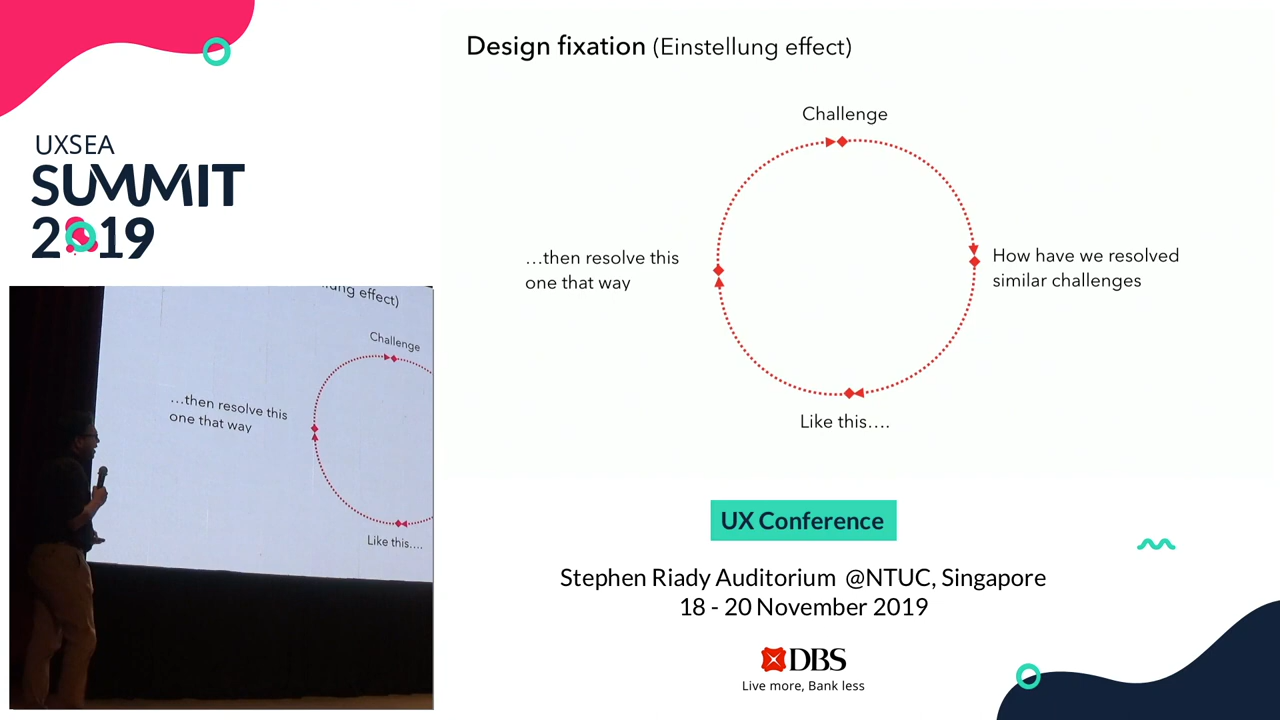 UXSEA
SUMMIT
2019
Design fixation (Einstellung effect)
Challenge
How have we resolved
similar challenges
Like this….
…then resolve this
one that way
lung effect)
Challenge
…then resolve this
one that way
Like this….
UX Conference
Stephen Riady Auditorium @NTUC, Singapore
18 - 20 November 2019
DBS
Live more, Bank less